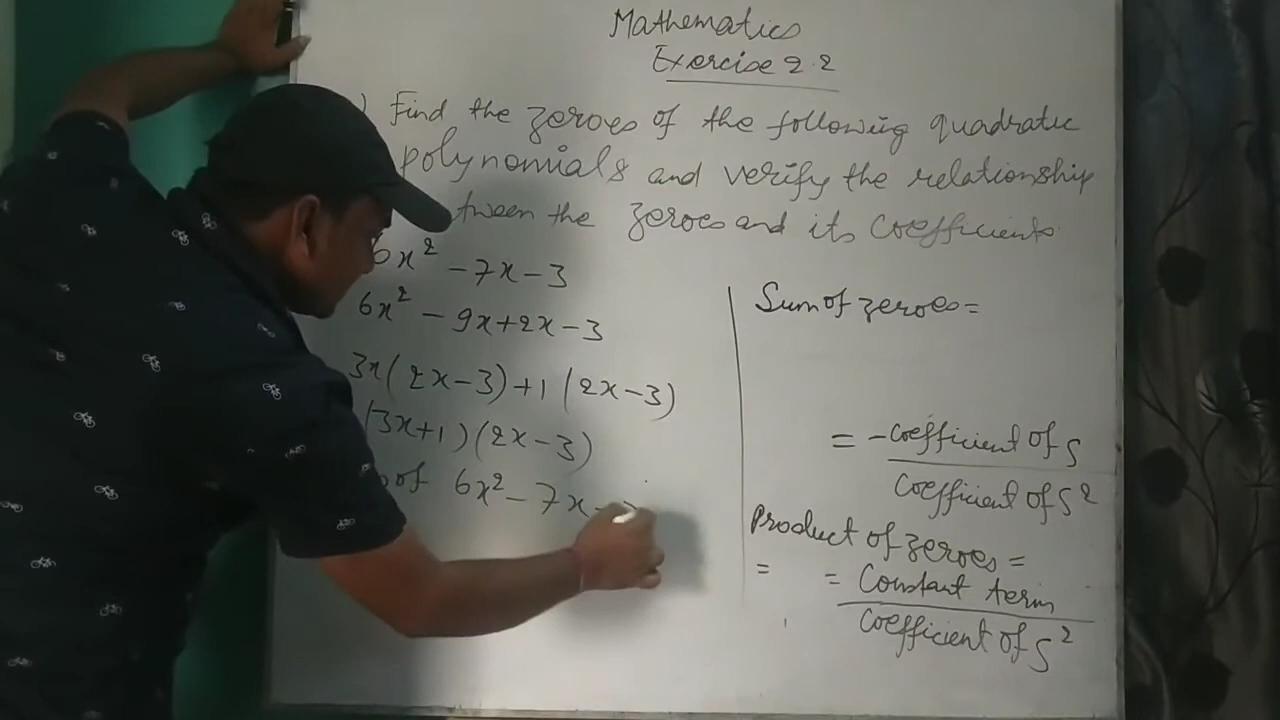 Mathematics
Exercise 2.2
) Find the zeroes of the following quadratic
polynomials and verify the relationship
tween the zeroes and its coefficients
6x² - 7x - 3
6x² - 9x + 2x - 3
3x(2x - 3) + 1(2x - 3)
(3x + 1)(2x - 3)
of 6x² - 7x -
Sum of zeroes =
= - coefficient of S
coefficient of S²
Product of zeroes =
= = Constant term
coefficient of S²